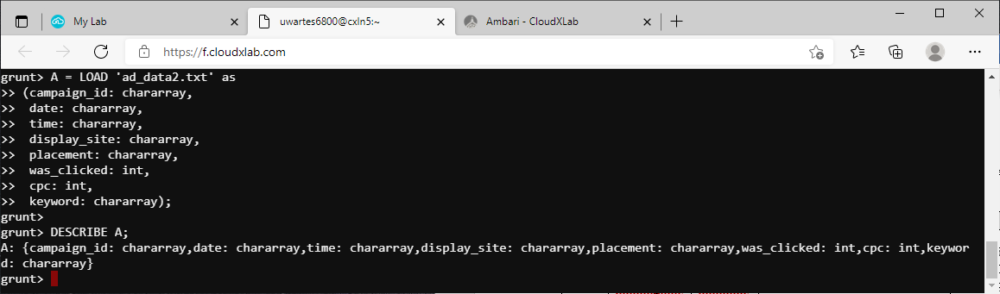 My Lab
uwartes6800@cxln5:~
Ambari - CloudXLab
https://f.cloudxlab.com
grunt> A = LOAD 'ad_data2.txt' as
>> (campaign_id: chararray,
>>  date: chararray,
>>  time: chararray,
>>  display_site: chararray,
>>  placement: chararray,
>>  was_clicked: int,
>>  cpc: int,
>>  keyword: chararray);
grunt>
grunt> DESCRIBE A;
A: {campaign_id: chararray,date: chararray,time: chararray,display_site: chararray,placement: chararray,was_clicked: int,cpc: int,keywor
d: chararray}
grunt>